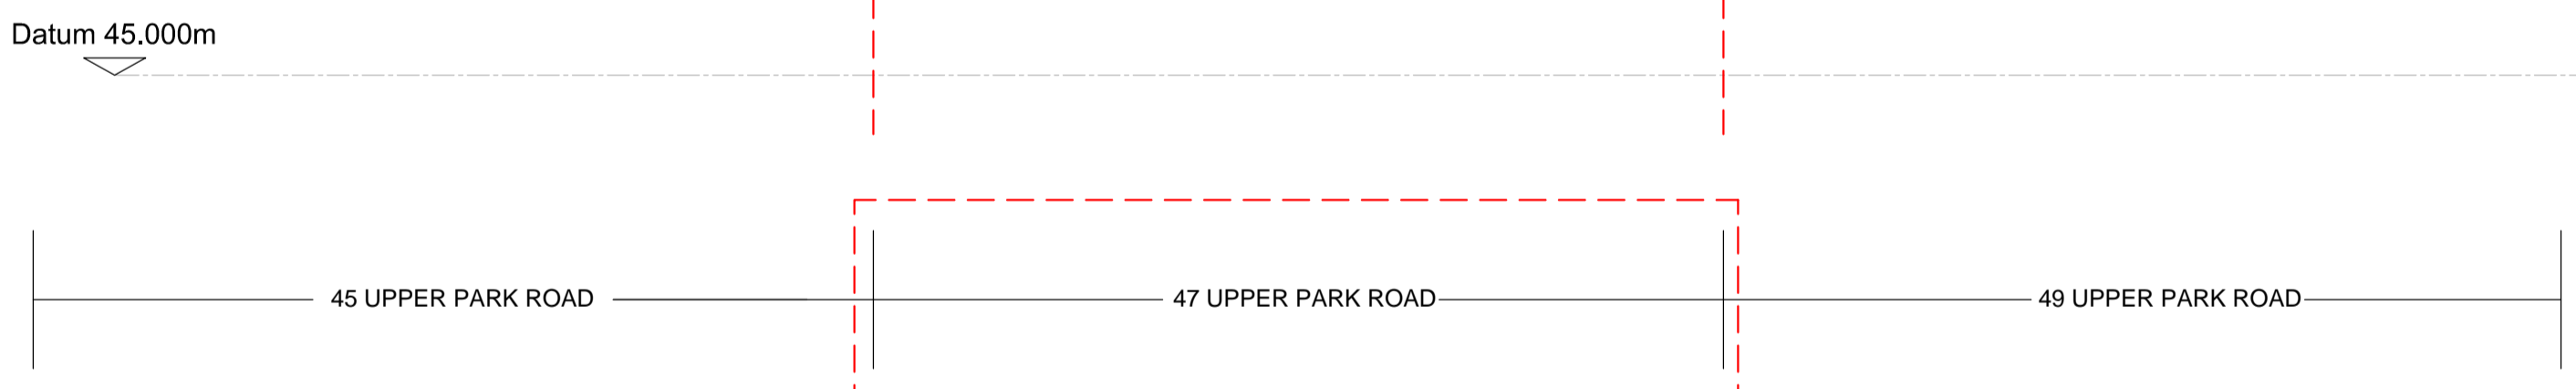 Datum 45.000m
45 UPPER PARK ROAD 47 UPPER PARK ROAD 49 UPPER PARK ROAD